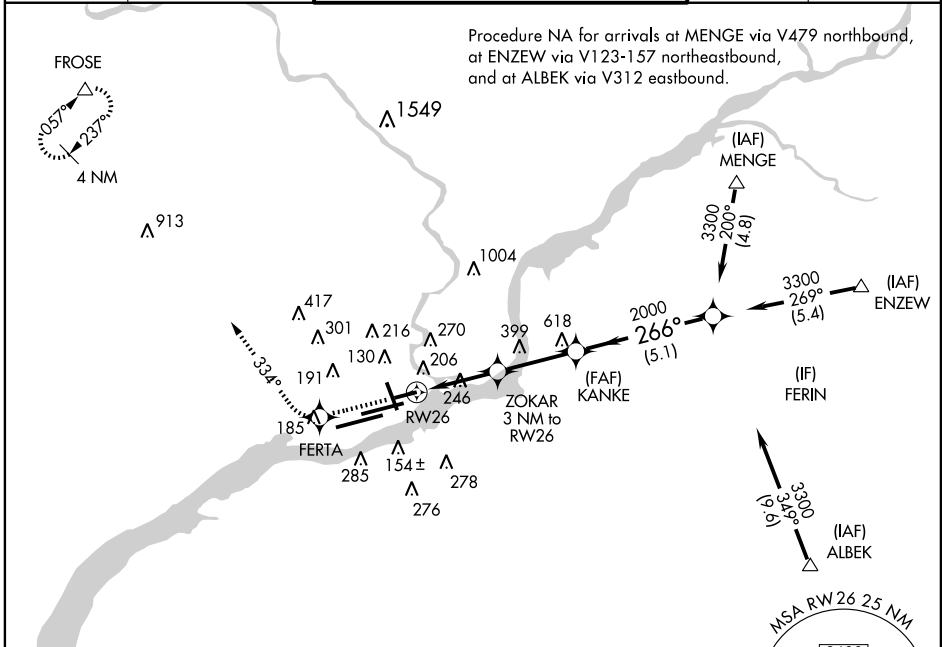 Procedure NA for arrivals at MENGE via V479 northbound,
at ENZEW via V123-157 northeastbound,
and at ALBEK via V312 eastbound.
FROSE
057°
237°
4 NM
1549
913
(IAF)
MENGE
3300
200°
(4.8)
1004
3300
269°
(5.4)
(IAF)
ENZEW
417
301
216
270
399
618
2000
266°
(5.1)
130
206
191
246
334°
(FAF)
KANKE
(IF)
FERIN
ZOKAR
3 NM to
RW26
RW26
185
FERTA
285
154±
278
276
3300
349°
(9.6)
(IAF)
ALBEK
MSA RW26 25 NM